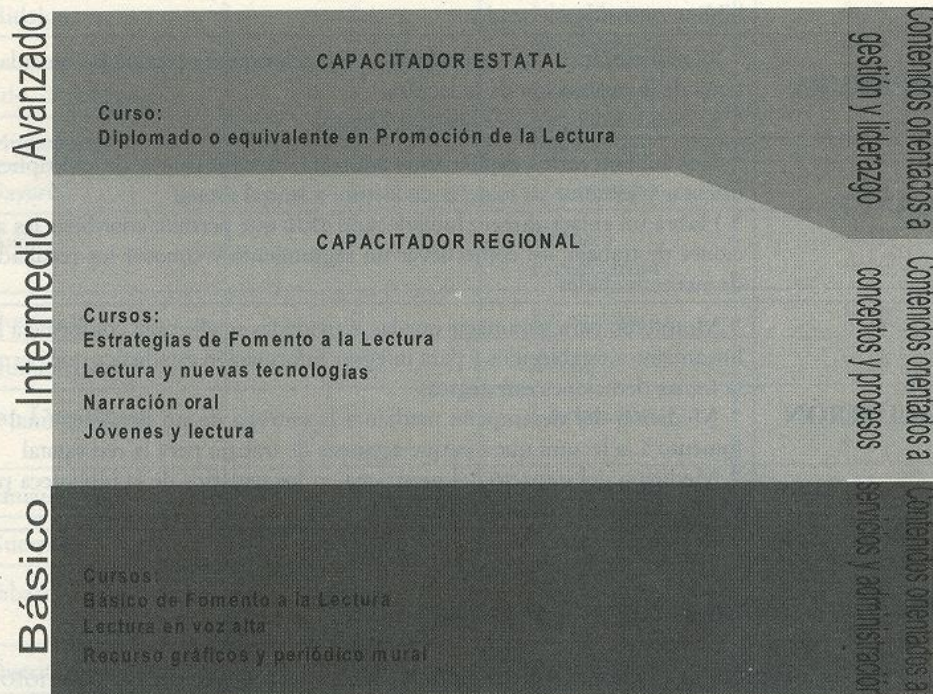 Avanzado
CAPACITADOR ESTATAL
Curso:
Diplomado o equivalente en Promoción de la Lectura
Contenidos orientados a
gestión y liderazgo
Intermedio
CAPACITADOR REGIONAL
Cursos:
Estrategias de Fomento a la Lectura
Lectura y nuevas tecnologías
Narración oral
Jóvenes y lectura
Contenidos orientados a
conceptos y procesos
Básico
Cursos:
Básico de Fomento a la Lectura
Lectura en voz alta
Recurso gráficos y periódico mural
Contenidos orientados a
servicios y administración